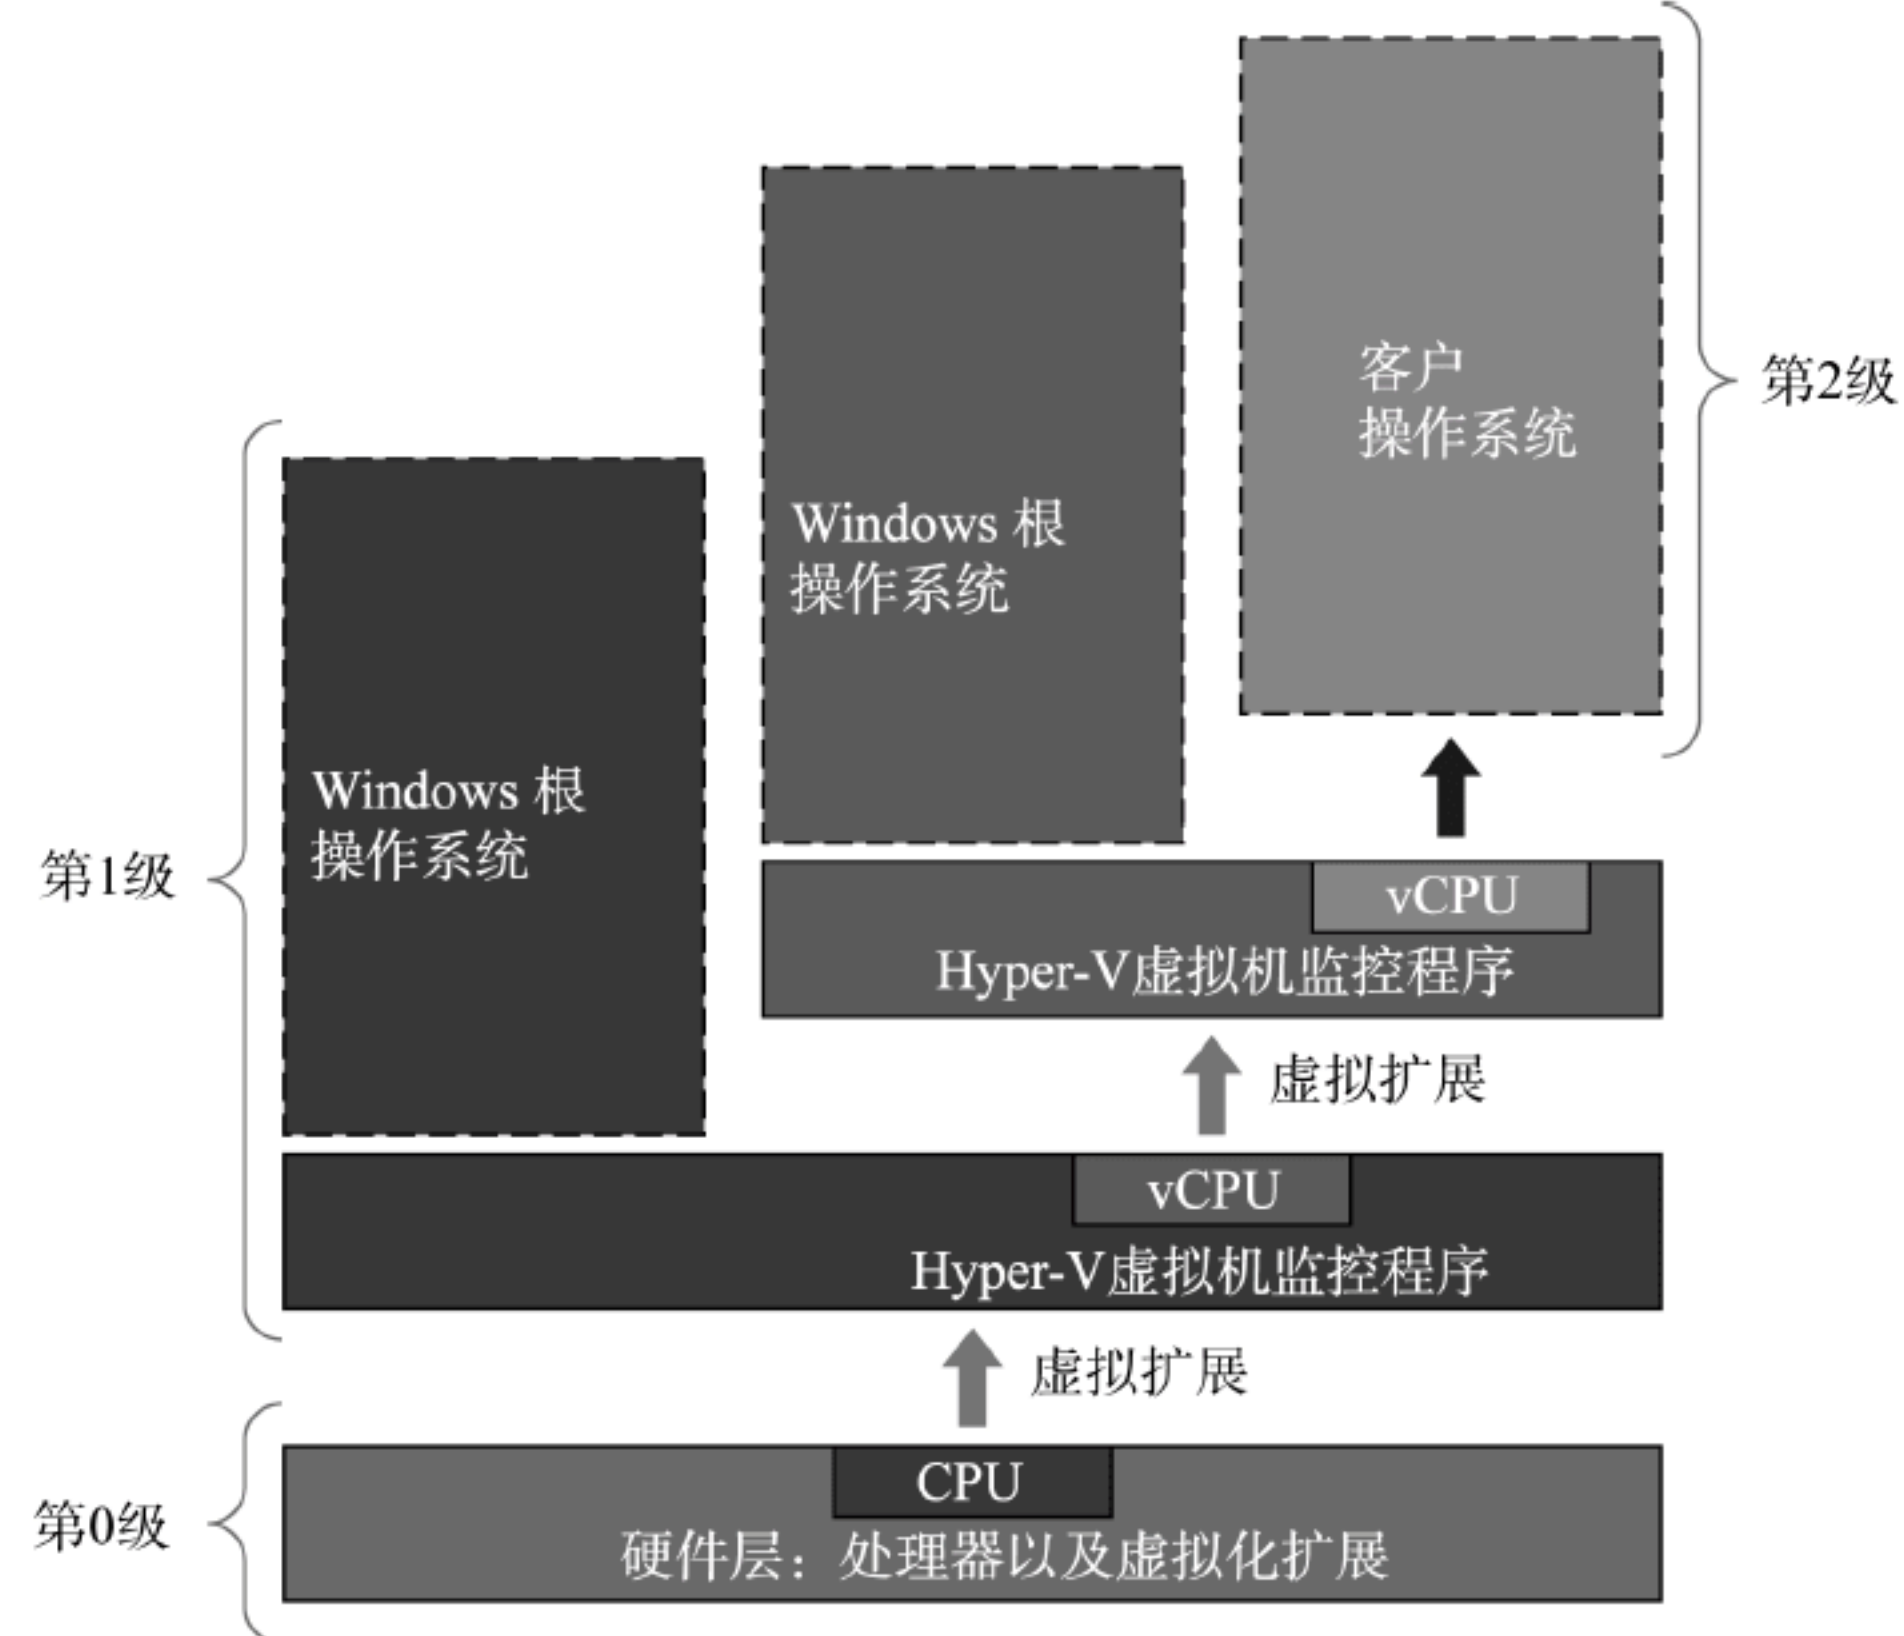 客户
操作系统
第2级
Windows 根
操作系统
Windows 根
操作系统
第1级
vCPU
Hyper-V虚拟机监控程序
虚拟扩展
vCPU
Hyper-V虚拟机监控程序
虚拟扩展
CPU
第0级
硬件层：处理器以及虚拟化扩展